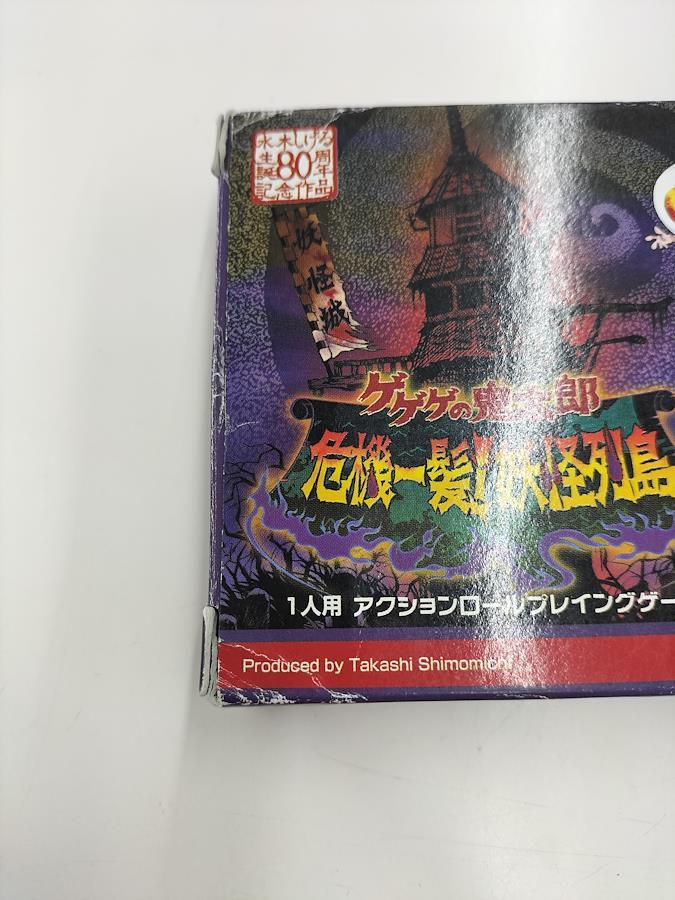 水木しげる
生誕80周年
記念作品
妖怪城
ゲゲゲの鬼太郎
危機一髪!妖怪列島
1人用 アクションロールプレイングゲー
Produced by Takashi Shimomichi